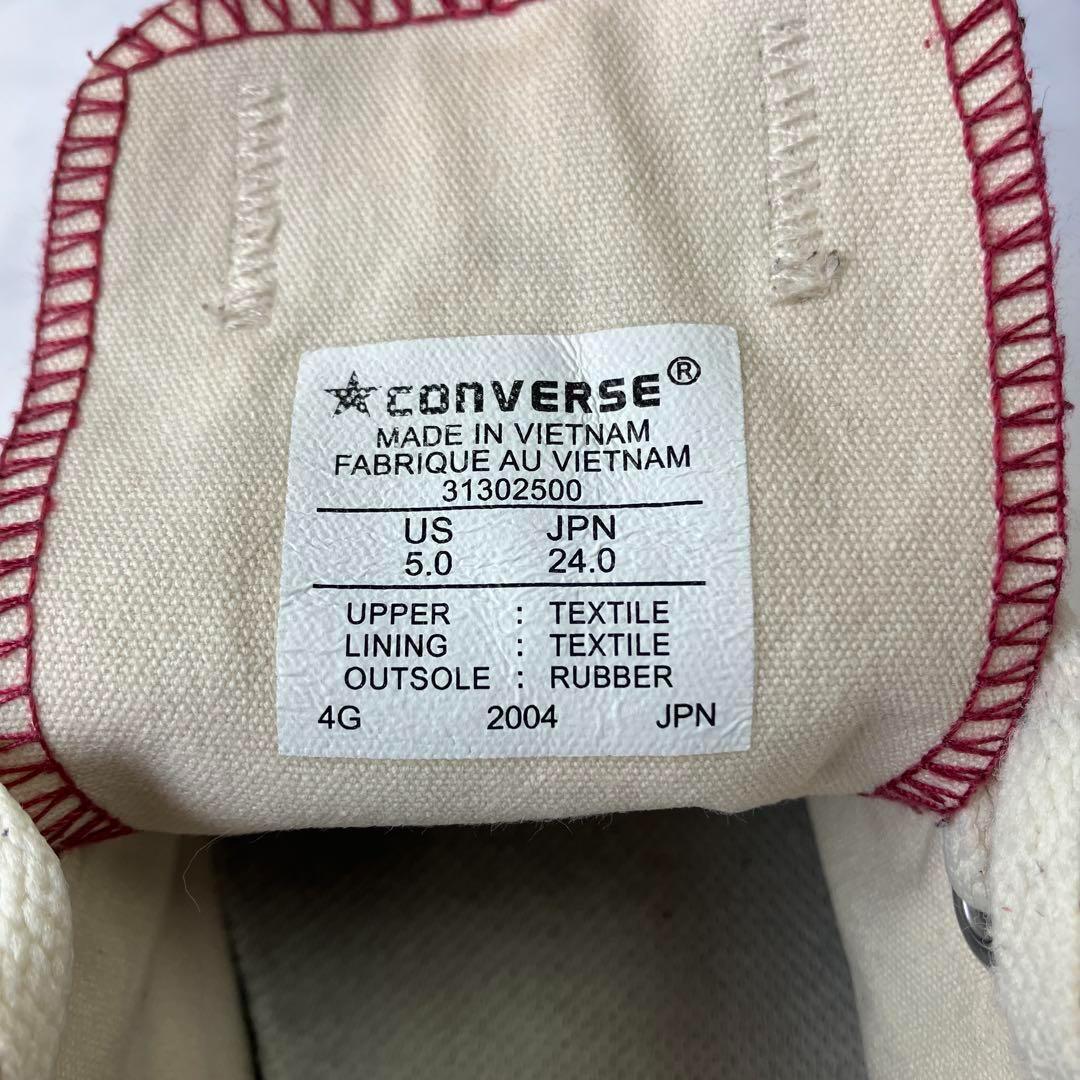 ★CONVERSE®
MADE IN VIETNAM
FABRIQUE AU VIETNAM
31302500
US JPN
5.0 24.0
UPPER : TEXTILE
LINING : TEXTILE
OUTSOLE : RUBBER
4G 2004 JPN